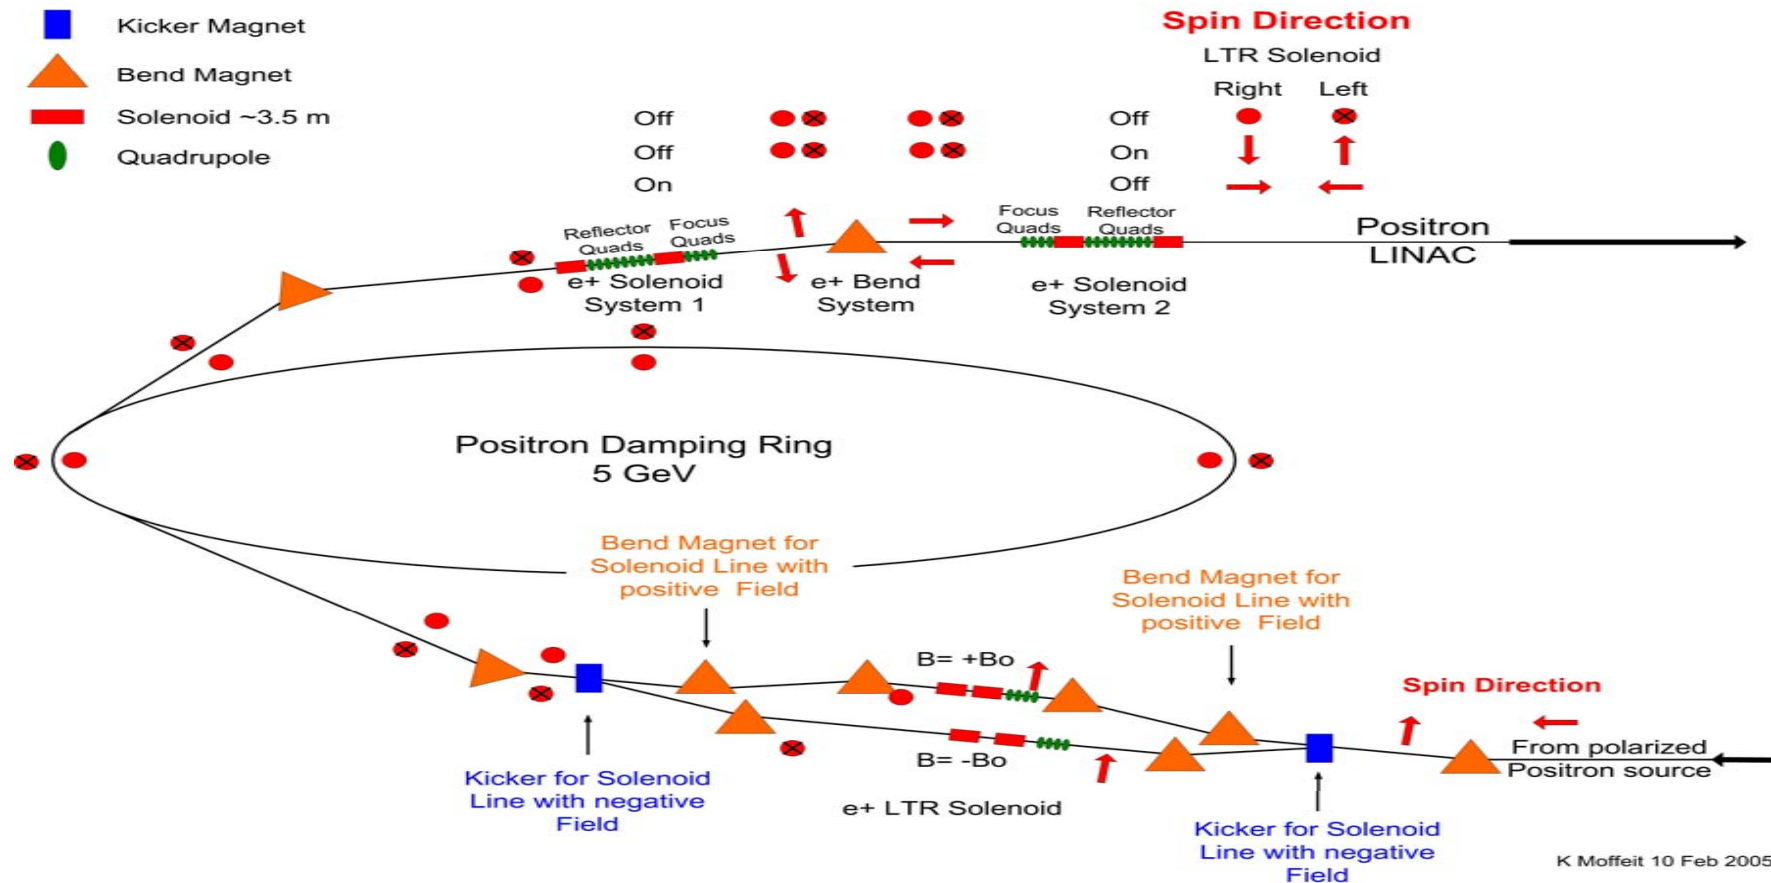 Kicker Magnet
Bend Magnet
Solenoid ~3.5 m
Quadrupole
Spin Direction
LTR Solenoid
Right Left
Off Off
Off On
On Off
Reflector
Quads
Focus
Quads
Focus
Quads
Reflector
Quads
Positron
LINAC
e+ Solenoid
System 1
e+ Bend
System
e+ Solenoid
System 2
Positron Damping Ring
5 GeV
Bend Magnet for
Solenoid Line with
positive Field
Bend Magnet for
Solenoid Line with
positive Field
B= +Bo
Spin Direction
From polarized
Positron source
B= -Bo
e+ LTR Solenoid
Kicker for Solenoid
Line with negative
Field
Kicker for Solenoid
Line with negative
Field
K Moffeit 10 Feb 2005